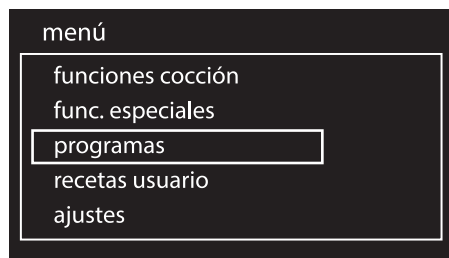 menú
funciones cocción
func. especiales
programas
recetas usuario
ajustes